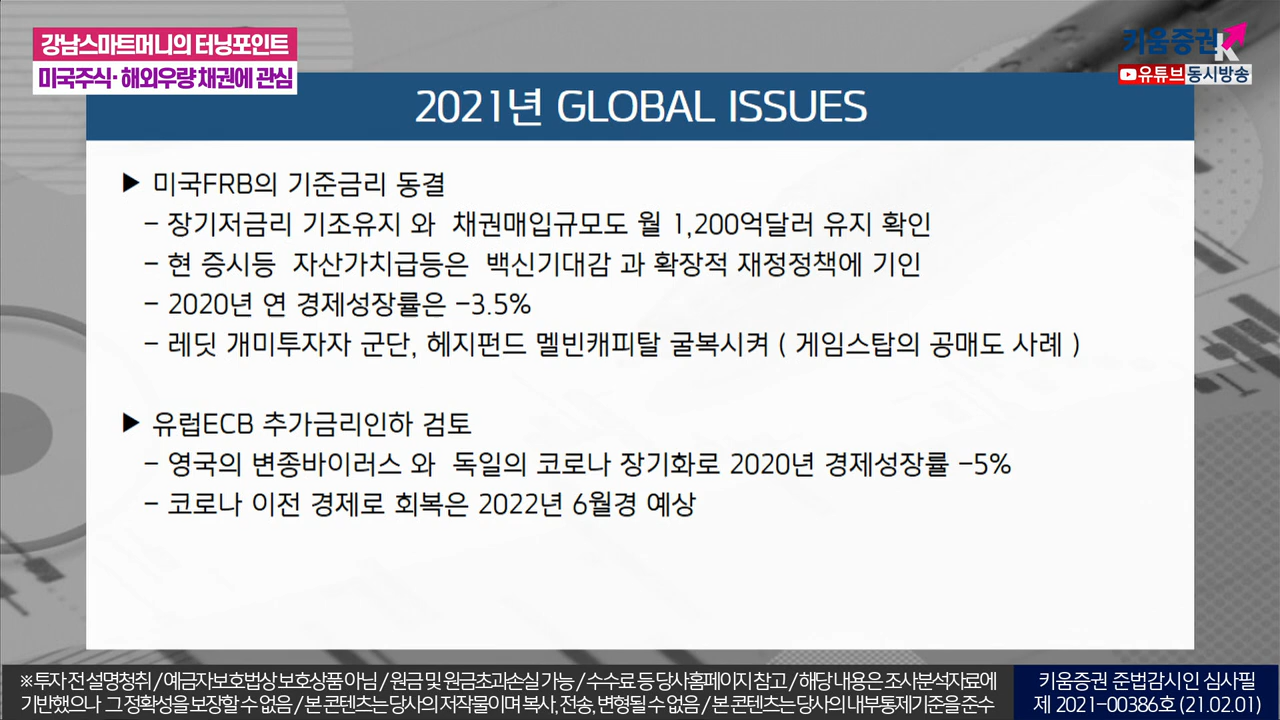 강남스마트머니의 터닝포인트
미국주식· 해외우량 채권에 관심
키움증권
유튜브 동시방송
2021년 GLOBAL ISSUES
▶ 미국FRB의 기준금리 동결
– 장기저금리 기조유지 와 채권매입규모도 월 1,200억달러 유지 확인
– 현 증시등 자산가치급등은 백신기대감 과 확장적 재정정책에 기인
– 2020년 연 경제성장률은 -3.5%
– 레딧 개미투자자 군단, 헤지펀드 멜빈캐피탈 굴복시켜 ( 게임스탑의 공매도 사례 )
▶ 유럽ECB 추가금리인하 검토
– 영국의 변종바이러스 와 독일의 코로나 장기화로 2020년 경제성장률 -5%
– 코로나 이전 경제로 회복은 2022년 6월경 예상
※ 투자 전 설명청취 / 예금자보호법상 보호상품 아님 / 원금 및 원금초과손실 가능 / 수수료 등 당사홈페이지 참고 / 해당 내용은 조사분석자료에
기반했으나 그 정확성을 보장할 수 없음 / 본 콘텐츠는 당사의 저작물이며 복사, 전송, 변형될 수 없음 / 본 콘텐츠는 당사의 내부통제기준을 준수
키움증권 준법감시인 심사필
제 2021-00386호 (21.02.01)